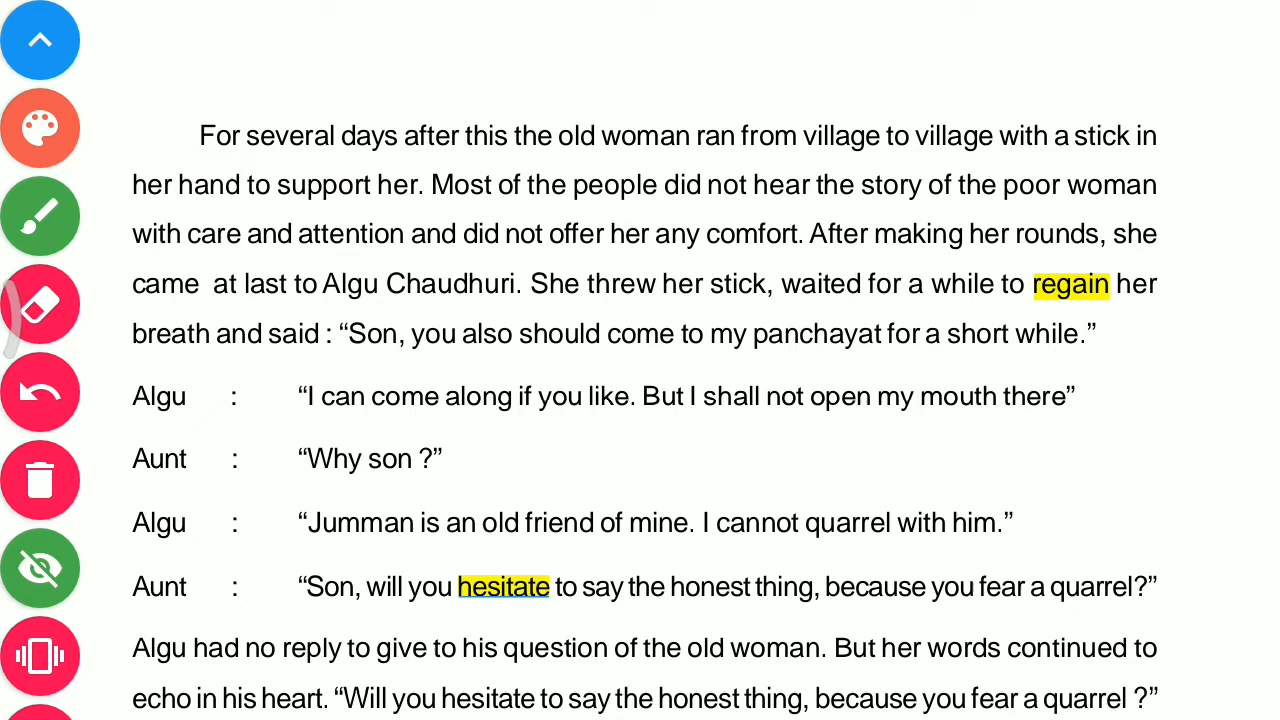 For several days after this the old woman ran from village to village with a stick in
her hand to support her. Most of the people did not hear the story of the poor woman
with care and attention and did not offer her any comfort. After making her rounds, she
came at last to Algu Chaudhuri. She threw her stick, waited for a while to regain her
breath and said : “Son, you also should come to my panchayat for a short while.”
Algu : “I can come along if you like. But I shall not open my mouth there”
Aunt : “Why son ?”
Algu : “Jumman is an old friend of mine. I cannot quarrel with him.”
Aunt : “Son, will you hesitate to say the honest thing, because you fear a quarrel?”
Algu had no reply to give to his question of the old woman. But her words continued to
echo in his heart. “Will you hesitate to say the honest thing, because you fear a quarrel ?”